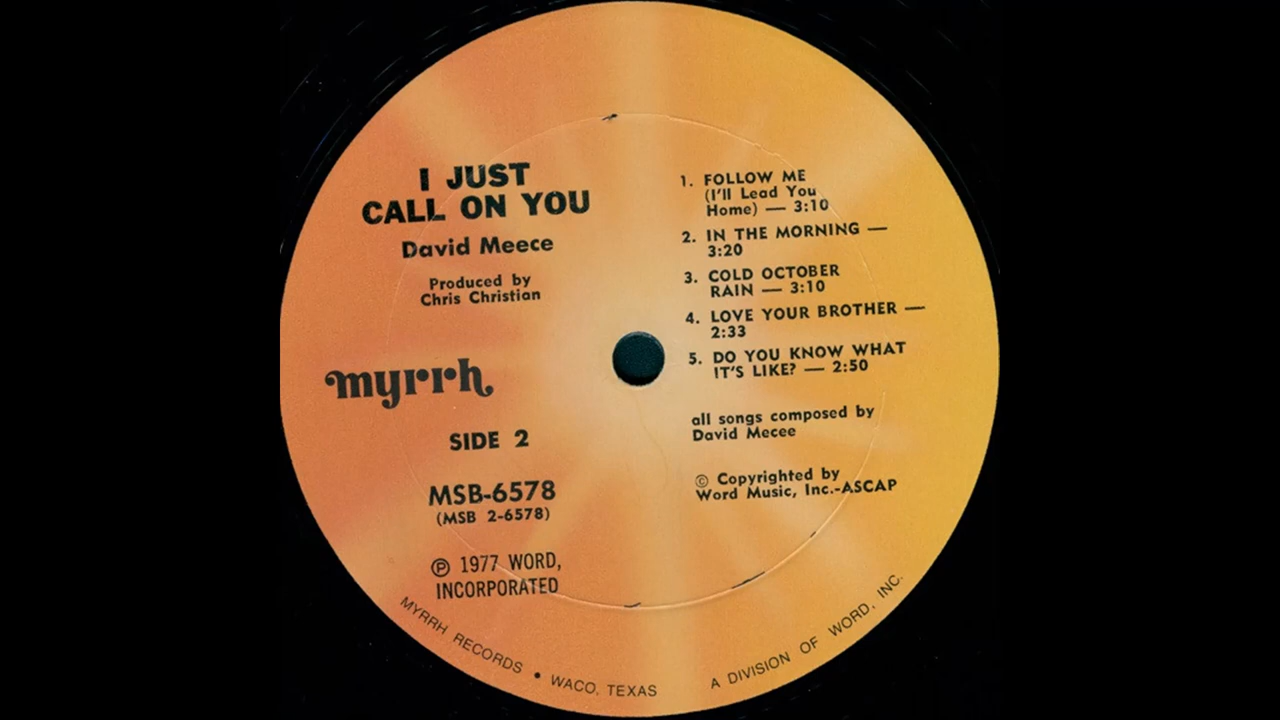 I JUST
CALL ON YOU
David Meece
Produced by
Chris Christian
myrrh
SIDE 2
MSB-6578
(MSB 2-6578)
℗ 1977 WORD,
INCORPORATED
1. FOLLOW ME
(I'll Lead You
Home) — 3:10
2. IN THE MORNING —
3:20
3. COLD OCTOBER
RAIN — 3:10
4. LOVE YOUR BROTHER —
2:33
5. DO YOU KNOW WHAT
IT'S LIKE? — 2:50
all songs composed by
David Mecee
© Copyrighted by
Word Music, Inc.-ASCAP
MYRRH RECORDS • WACO, TEXAS A DIVISION OF WORD, INC.